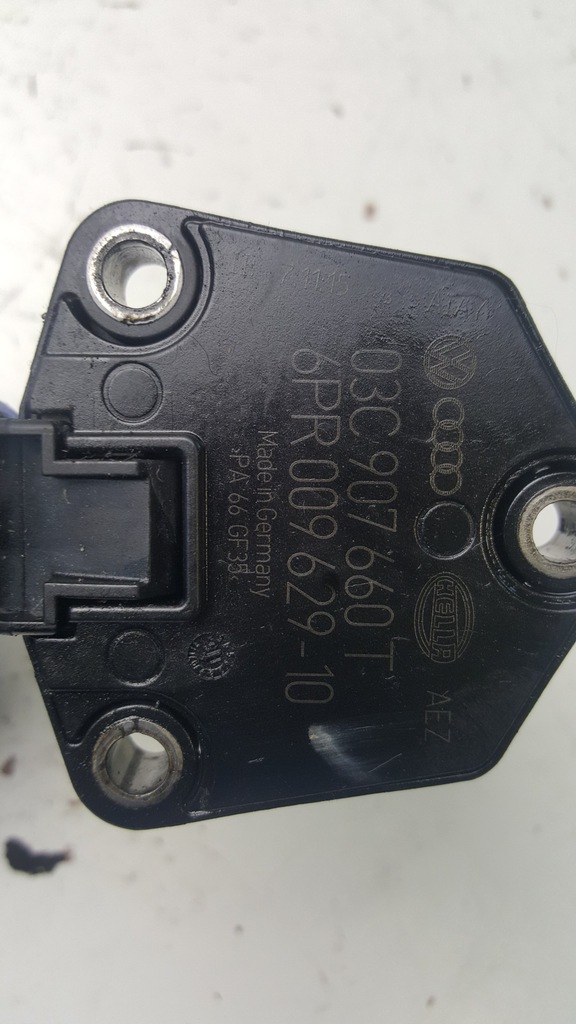 AEZ
HELLA
03C 907 660 T
6PR 009 629-10
Made in Germany
>PA 66 GF35<